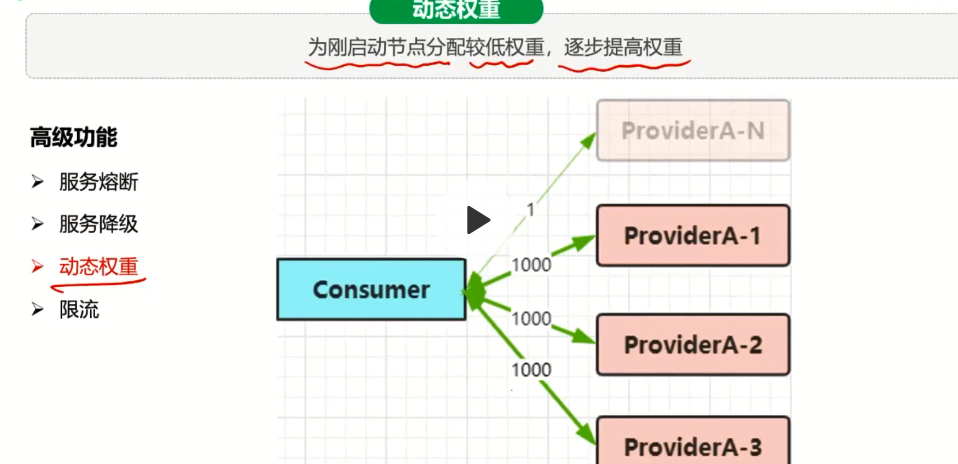 动态权重
为刚启动节点分配较低权重，逐步提高权重
高级功能
服务熔断
服务降级
动态权重
限流
ProviderA-N
1
ProviderA-1
1000
Consumer
1000
ProviderA-2
1000
ProviderA-3